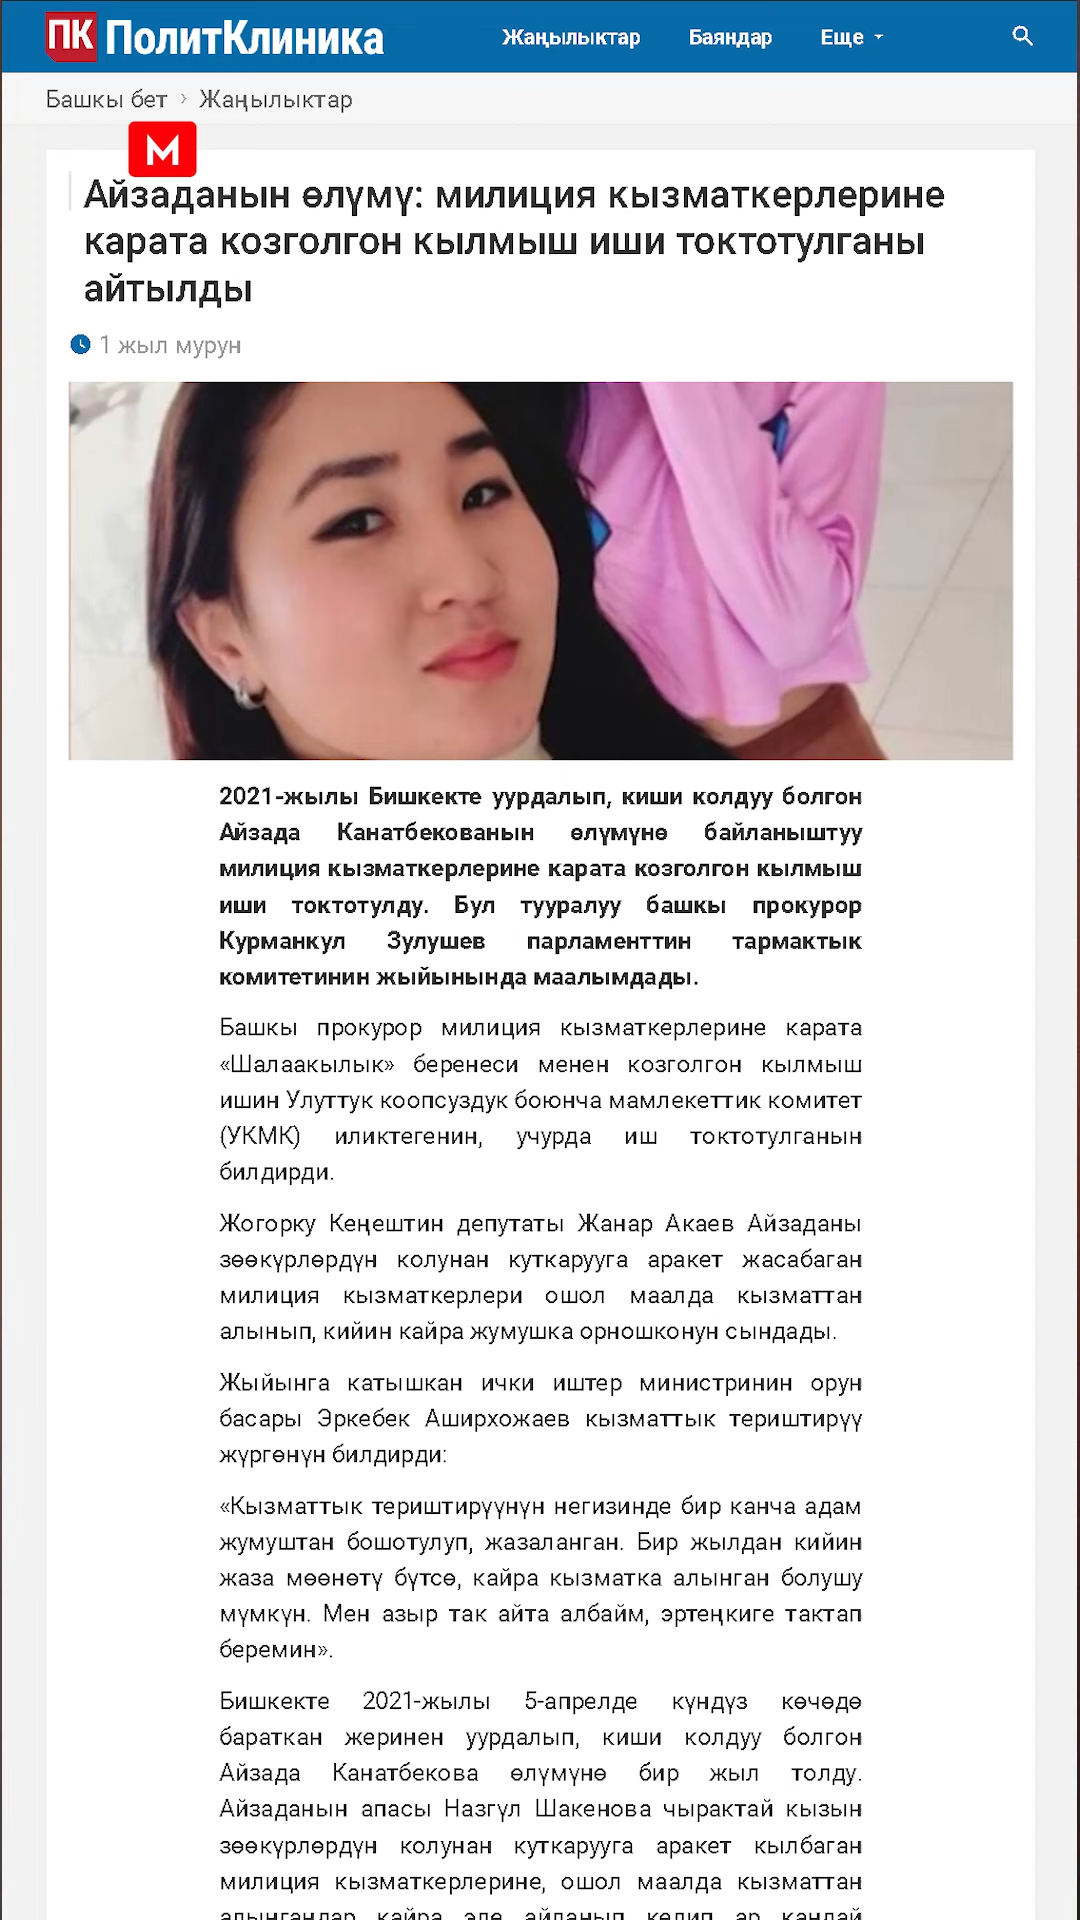 ПК ПолитКлиника
Жаңылыктар Баяндар Еще
Башкы бет › Жаңылыктар
M
Айзаданын өлүмү: милиция кызматкерлерине
карата козголгон кылмыш иши токтотулганы
айтылды
1 жыл мурун
2021-жылы Бишкекте уурдалып, киши колдуу болгон
Айзада Канатбекованын өлүмүнө байланыштуу
милиция кызматкерлерине карата козголгон кылмыш
иши токтотулду. Бул тууралуу башкы прокурор
Курманкул Зулушев парламенттин тармактык
комитетинин жыйынында маалымдады.
Башкы прокурор милиция кызматкерлерине карата
«Шалаакылык» беренеси менен козголгон кылмыш
ишин Улуттук коопсуздук боюнча мамлекеттик комитет
(УКМК) иликтегенин, учурда иш токтотулганын
билдирди.
Жогорку Кеңештин депутаты Жанар Акаев Айзаданы
зөөкүрлөрдүн колунан куткарууга аракет жасабаган
милиция кызматкерлери ошол маалда кызматтан
алынып, кийин кайра жумушка орношконун сындады.
Жыйынга катышкан ички иштер министринин орун
басары Эркебек Аширхожаев кызматтык териштирүү
жүргөнүн билдирди:
«Кызматтык териштирүүнүн негизинде бир канча адам
жумуштан бошотулуп, жазаланган. Бир жылдан кийин
жаза мөөнөтү бүтсө, кайра кызматка алынган болушу
мүмкүн. Мен азыр так айта албайм, эртеңкиге тактап
беремин».
Бишкекте 2021-жылы 5-апрелде күндүз көчөдө
бараткан жеринен уурдалып, киши колдуу болгон
Айзада Канатбекова өлүмүнө бир жыл толду.
Айзаданын апасы Назгүл Шакенова чырактай кызын
зөөкүрлөрдүн колунан куткарууга аракет кылбаган
милиция кызматкерлерине, ошол маалда кызматтан
алынгандар кайра эле айланып келип ар кандай